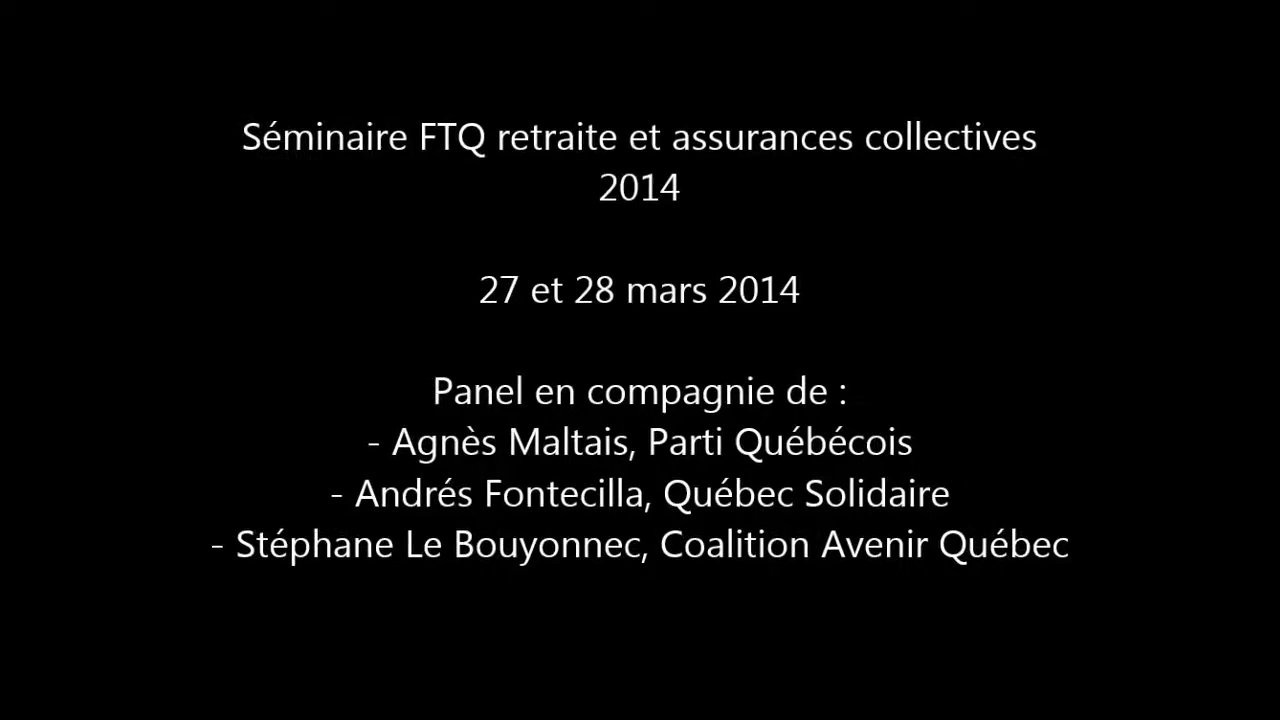 Séminaire FTQ retraite et assurances collectives
2014
27 et 28 mars 2014
Panel en compagnie de :
- Agnès Maltais, Parti Québécois
- Andrés Fontecilla, Québec Solidaire
- Stéphane Le Bouyonnec, Coalition Avenir Québec